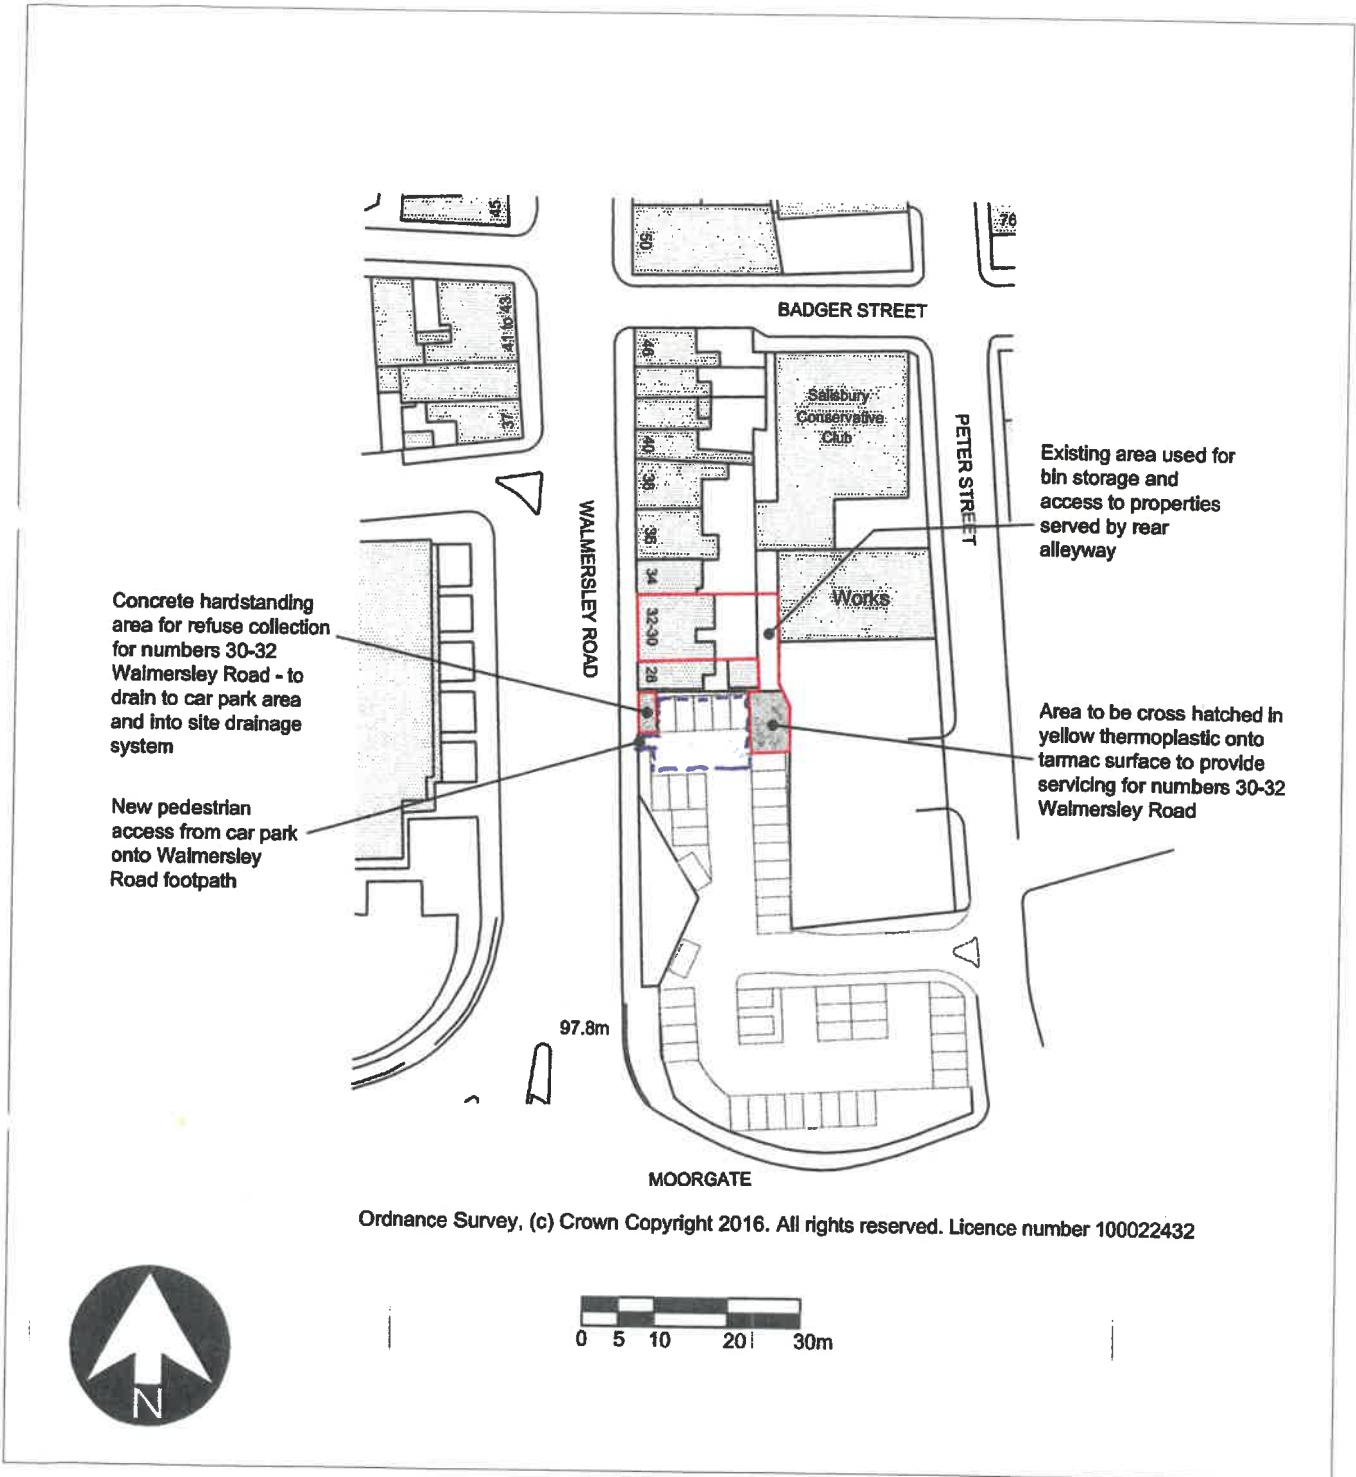 45
50
76
BADGER STREET
41 to 43
37
46
40
38
36
34
32-30
28
Salisbury
Conservative
Club
PETER STREET
WALMERSLEY ROAD
Works
Existing area used for
bin storage and
access to properties
served by rear
alleyway
Concrete hardstanding
area for refuse collection
for numbers 30-32
Walmersley Road - to
drain to car park area
and into site drainage
system
Area to be cross hatched in
yellow thermoplastic onto
tarmac surface to provide
servicing for numbers 30-32
Walmersley Road
New pedestrian
access from car park
onto Walmersley
Road footpath
97.8m
MOORGATE
Ordnance Survey, (c) Crown Copyright 2016. All rights reserved. Licence number 100022432
N
0 5 10 20 30m